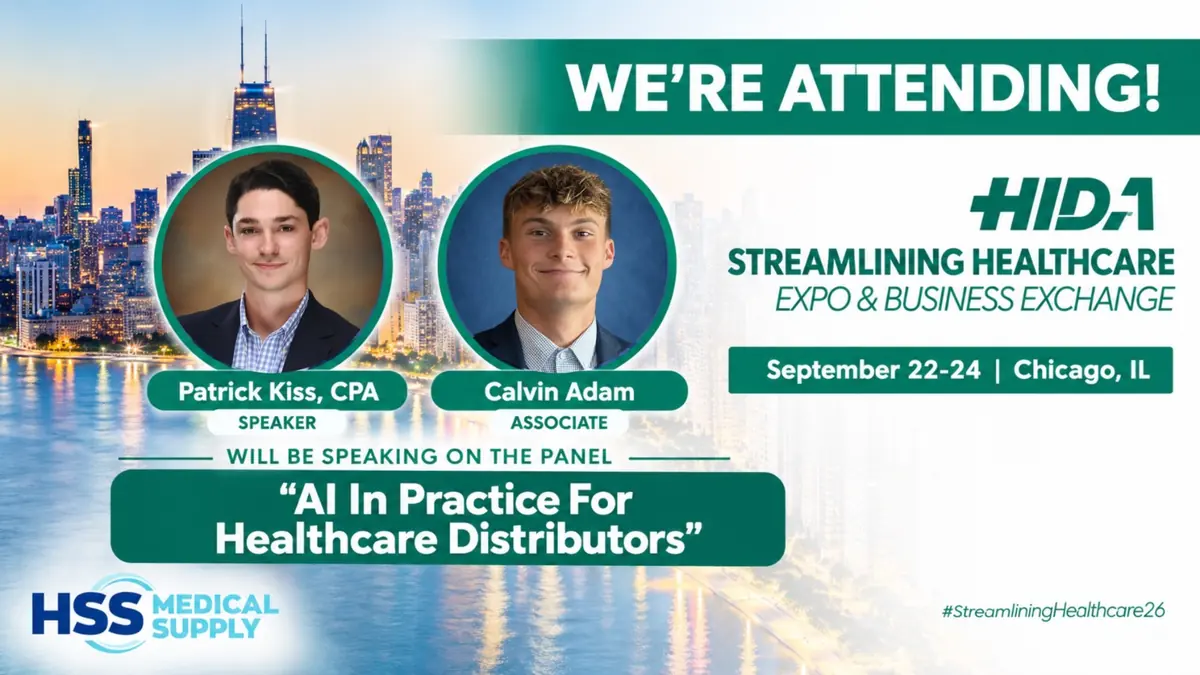 WE'RE ATTENDING!
HIDA
STREAMLINING HEALTHCARE
EXPO & BUSINESS EXCHANGE
September 22-24 | Chicago, IL
Patrick Kiss, CPA
SPEAKER
Calvin Adam
ASSOCIATE
WILL BE SPEAKING ON THE PANEL
“AI In Practice For
Healthcare Distributors”
HSS MEDICAL
SUPPLY
#StreamliningHealthcare26